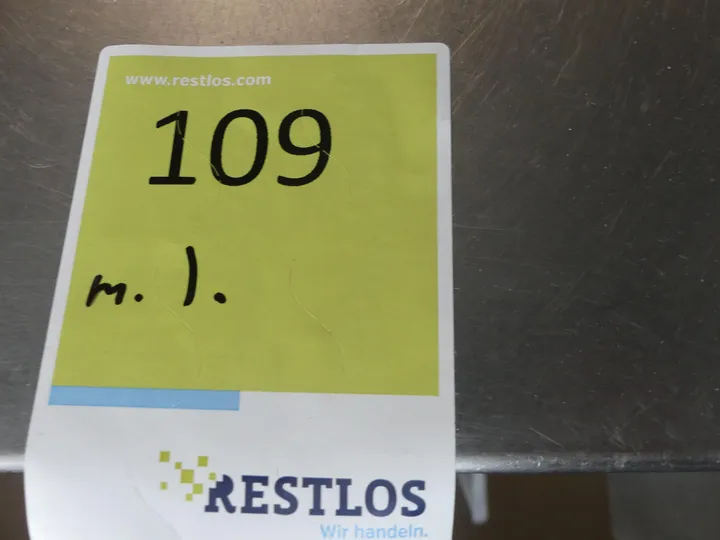 www.restlos.com
109
m. ).
RESTLOS
Wir handeln.